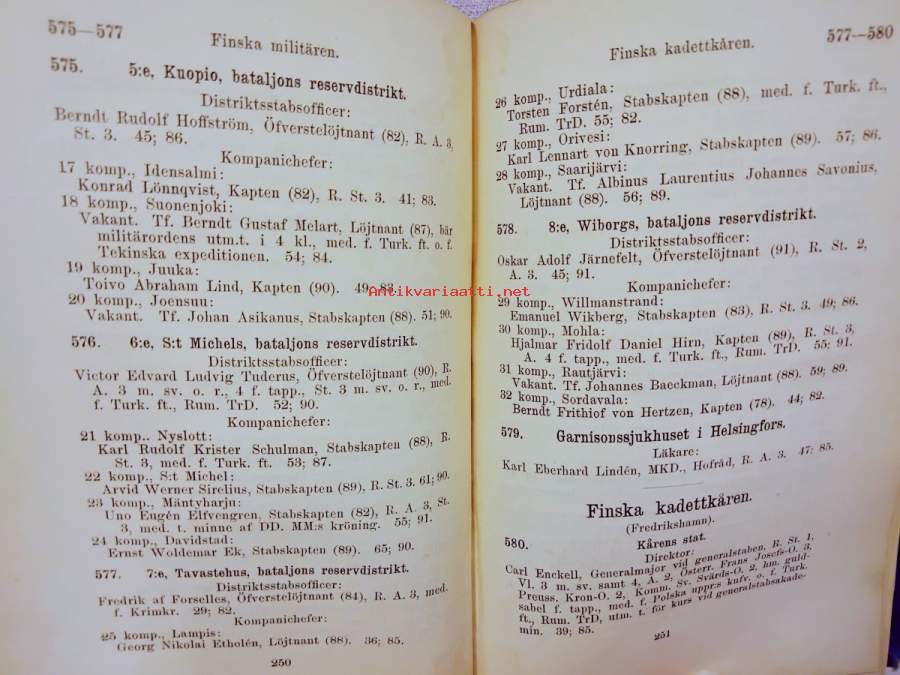 575—577
Finska militären.
575. 5:e, Kuopio, bataljons reservdistrikt.
Distriktsstabsofficer:
Berndt Rudolf Hoffström, Öfverstelöjtnant (82), R. A. 3,
St. 3. 45; 86.
Kompanichefer:
17 komp., Idensalmi:
Konrad Lönnqvist, Kapten (82), R. St. 3. 41; 83.
18 komp., Suonenjoki:
Vakant. Tf. Berndt Gustaf Melart, Löjtnant (87), bär
militärordens utm.t. i 4 kl., med. f. Turk. ft. o. f.
Tekinska expeditionen. 54; 84.
19 komp., Juuka:
Toivo Abraham Lind, Kapten (90). 49; 83.
20 komp., Joensuu:
Vakant. Tf. Johan Asikanus, Stabskapten (88). 51; 90.
576. 6:e, S:t Michels, bataljons reservdistrikt.
Distriktsstabsofficer:
Victor Edvard Ludvig Tuderus, Öfverstelöjtnant (90), R.
A. 3 m. sv. o. r., 4 f. tapp., St. 3 m. sv. o. r., med.
f. Turk. ft., Rum. TrD. 52; 90.
Kompanichefer:
21 komp.. Nyslott:
Karl Rudolf Krister Schulman, Stabskapten (88), R.
St. 3, med. f. Turk. ft. 53; 87.
22 komp., S:t Michel:
Arvid Werner Sirelius, Stabskapten (89), R. St. 3. 61; 90.
23 komp., Mäntyharju:
Uno Eugén Elfvengren, Stabskapten (82), R. A. 3, St.
3, med. t. minne af DD. MM:s kröning. 55; 91.
24 komp., Davidstad:
Ernst Woldemar Ek, Stabskapten (89). 65; 90.
577. 7:e, Tavastehus, bataljons reservdistrikt.
Distriktsstabsofficer:
Fredrik af Forselles, Öfverstelöjtnant (84), R. A. 3, med.
f. Krimkr. 29; 82.
Kompanichefer:
25 komp., Lampis:
Georg Nikolai Etholén, Löjtnant (88). 36; 85.
250
Finska kadettkåren.
577—580
26 komp., Urdiala:
Torsten Forstén, Stabskapten (88), med. f. Turk. ft.,
Rum. TrD. 55; 82.
27 komp., Orivesi:
Karl Lennart von Knorring, Stabskapten (89). 57; 86.
28 komp., Saarijärvi:
Vakant. Tf. Albinus Laurentius Johannes Savonius,
Löjtnant (88). 56; 89.
578. 8:e, Wiborgs, bataljons reservdistrikt.
Distriktsstabsofficer:
Oskar Adolf Järnefelt, Öfverstelöjtnant (91), R. St. 2,
A. 3. 45; 91.
Kompanichefer:
29 komp., Willmanstrand:
Emanuel Wikberg, Stabskapten (83), R. St. 3. 49; 86.
30 komp., Mohla:
Hjalmar Fridolf Daniel Hirn, Kapten (89), R. St. 3,
A. 4 f. tapp., med. f. Turk. ft., Rum. TrD. 55; 91.
31 komp., Rautjärvi:
Vakant. Tf. Johannes Baeckman, Löjtnant (88). 59; 89.
32 komp., Sordavala:
Berndt Frithiof von Hertzen, Kapten (78). 44; 82.
579. Garnisonssjukhuset i Helsingfors.
Läkare:
Karl Eberhard Lindén, MKD., Hofråd, R. A. 3. 47; 85.
Finska kadettkåren.
(Fredrikshamn).
580. Kårens stat.
Direktor:
Carl Enckell, Generalmajor vid generalstaben, R. St. 1,
Vl. 3 m. sv. samt 4, A. 2, Österr. Frans Josefs-O. 3,
Preuss. Kron-O. 2, Komm. Sv. Svärds-O. 2, hm. guld-
sabel f. tapp., med. f. Polska uppr:s kufv. o. f. Turk.
ft., Rum. TrD, utm. t. för kurs vid generalstabsakade-
min. 39; 85.
251
Antikvariaatti.net